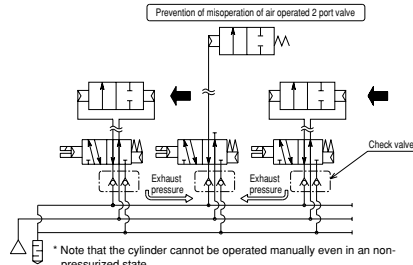 Prevention of misoperation of air operated 2 port valve
Check valve
Exhaust
pressure
Exhaust
pressure
* Note that the cylinder cannot be operated manually even in an non-
pressurized state